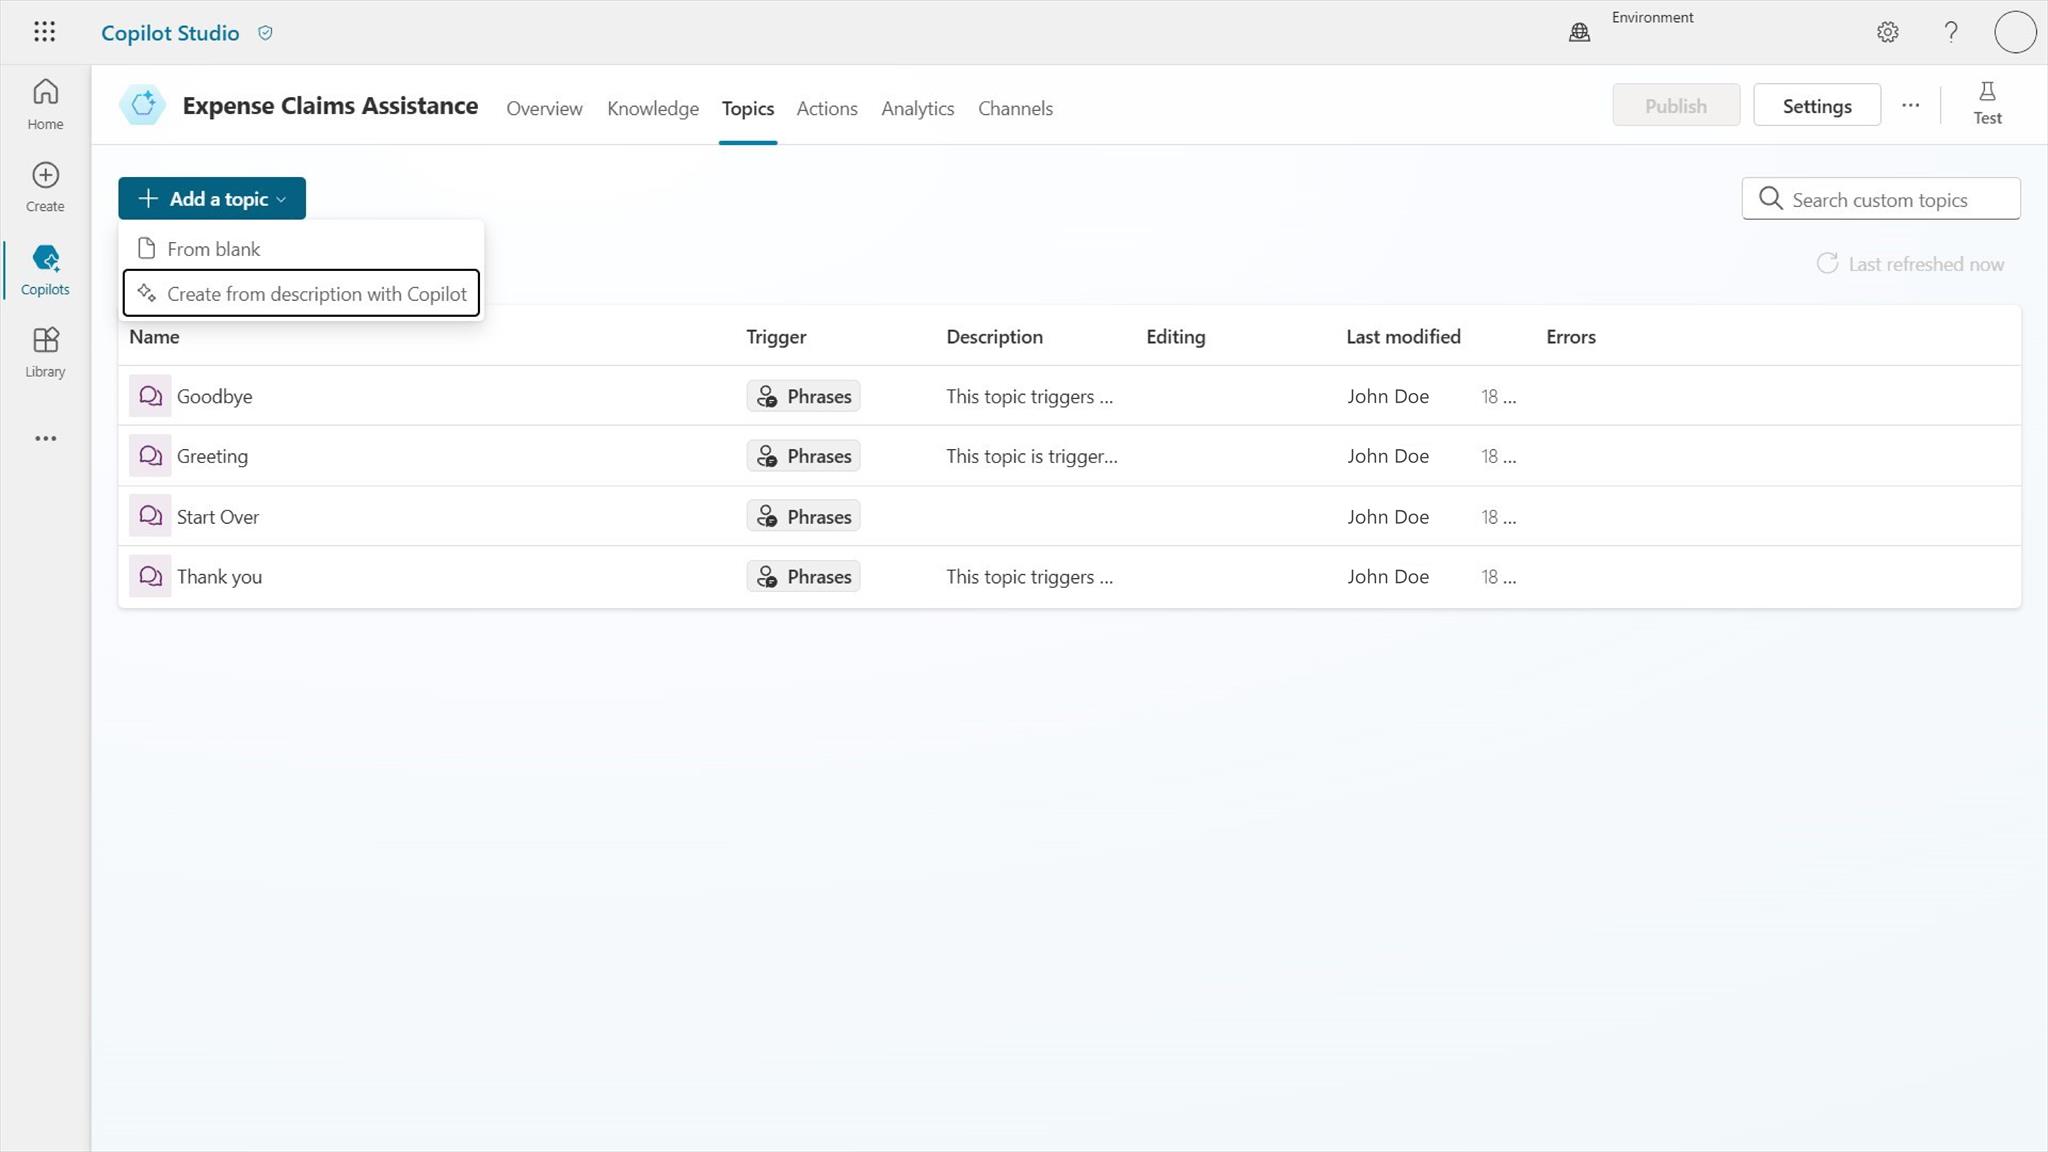 Copilot Studio
Environment
Home
Create
Copilots
Library
Expense Claims Assistance
Overview
Knowledge
Topics
Actions
Analytics
Channels
Publish
Settings
Test
Add a topic
From blank
Create from description with Copilot
Search custom topics
Last refreshed now
Name Trigger Description Editing Last modified Errors
Goodbye Phrases This topic triggers ... John Doe 18 ...
Greeting Phrases This topic is trigger... John Doe 18 ...
Start Over Phrases John Doe 18 ...
Thank you Phrases This topic triggers ... John Doe 18 ...